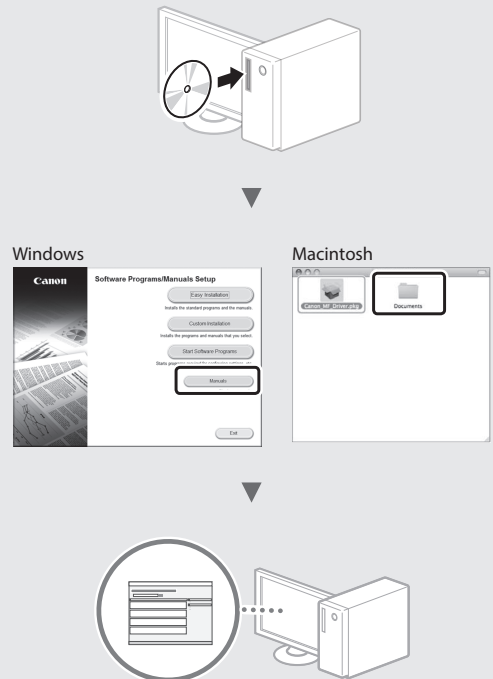 Windows
Macintosh
Canon
Software Programs/Manuals Setup
Easy Installation
Installs the standard programs and the manuals.
Custom Installation
Installs the programs and manuals that you select.
Start Software Programs
Manuals
Exit
Canon_MF_Driver.pkg
Documents